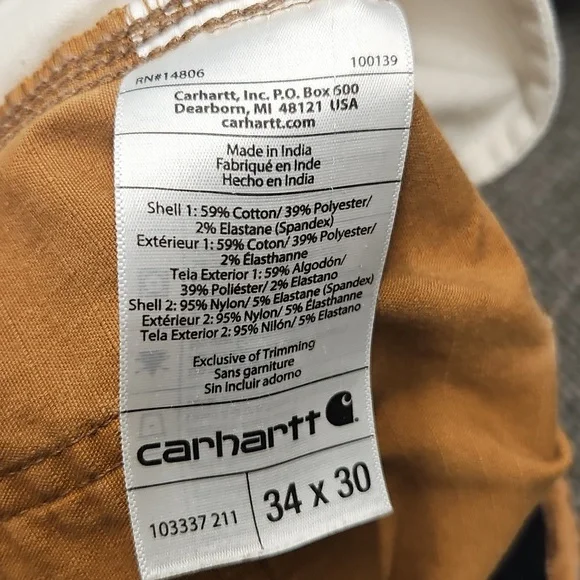 RN#14806 100139
Carhartt, Inc. P.O. Box 600
Dearborn, MI 48121 USA
carhartt.com
Made in India
Fabriqué en Inde
Hecho en India
Shell 1: 59% Cotton/ 39% Polyester/
2% Elastane (Spandex)
Extérieur 1: 59% Coton/ 39% Polyester/
2% Élasthanne
Tela Exterior 1: 59% Algodón/
39% Poliéster/ 2% Elastano
Shell 2: 95% Nylon/ 5% Elastane (Spandex)
Extérieur 2: 95% Nylon/ 5% Élasthanne
Tela Exterior 2: 95% Nilón/ 5% Elastano
Exclusive of Trimming
Sans garniture
Sin Incluir adorno
carhartt
103337 211 34 x 30